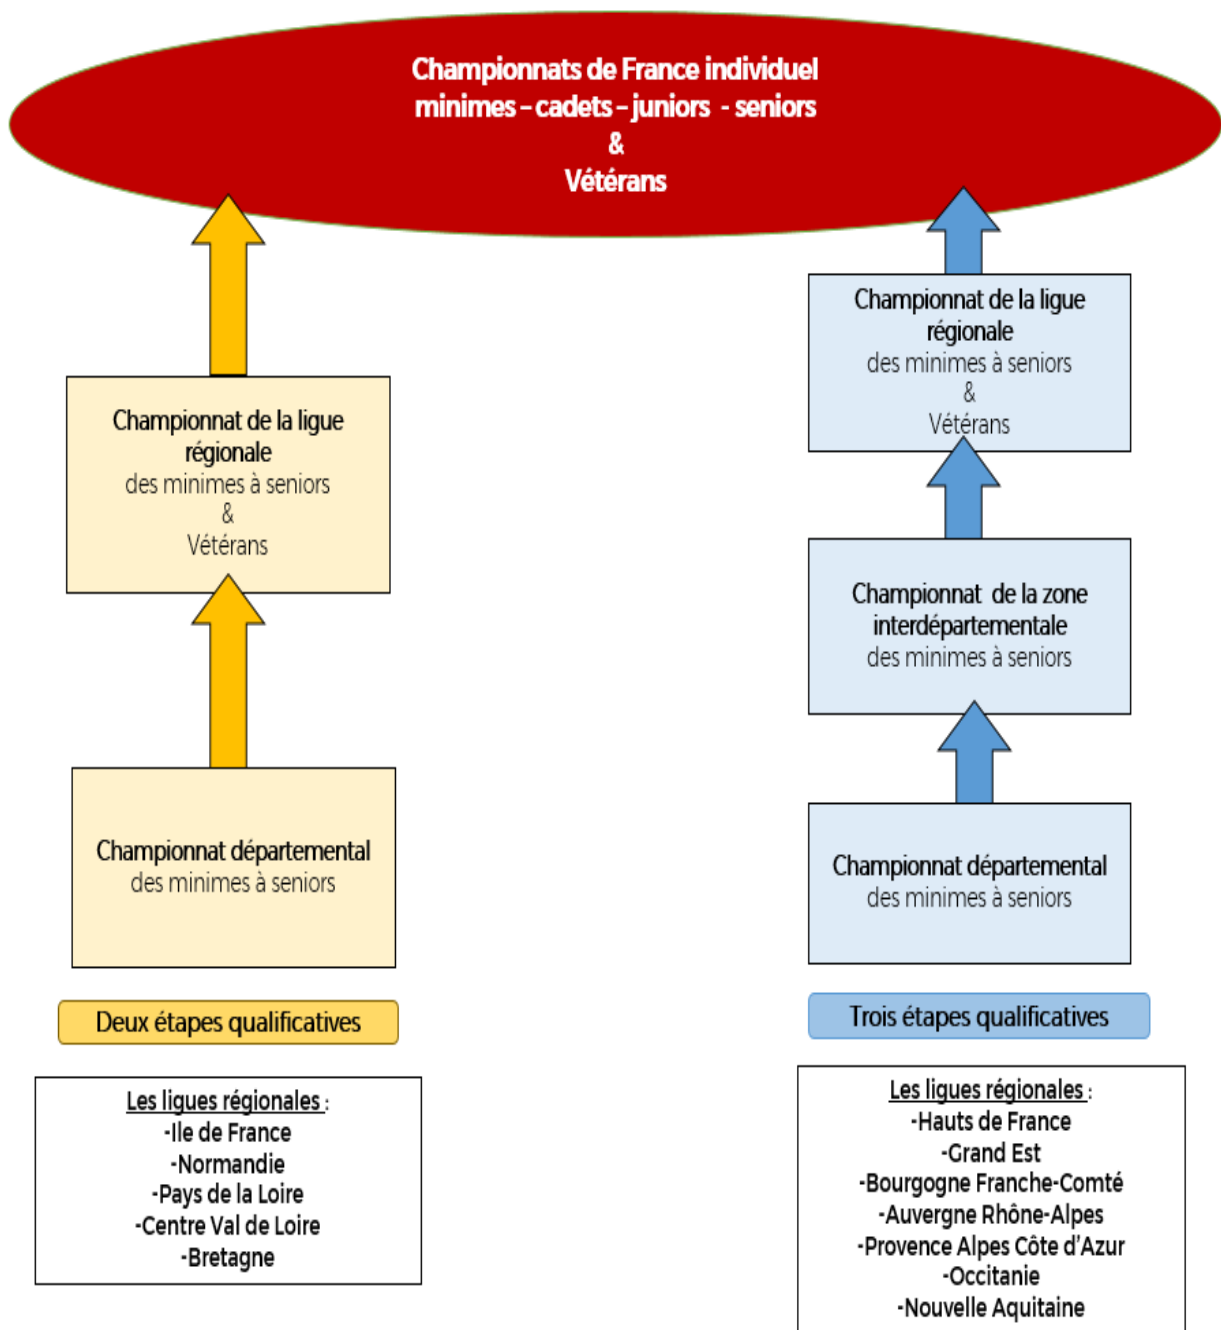 Championnats de France individuel
minimes – cadets – juniors - seniors
&
Vétérans
Championnat de la ligue
régionale
des minimes à seniors
&
Vétérans
Championnat départemental
des minimes à seniors
Deux étapes qualificatives
Les ligues régionales :
-Ile de France
-Normandie
-Pays de la Loire
-Centre Val de Loire
-Bretagne
Championnat de la ligue
régionale
des minimes à seniors
&
Vétérans
Championnat de la zone
interdépartementale
des minimes à seniors
Championnat départemental
des minimes à seniors
Trois étapes qualificatives
Les ligues régionales :
-Hauts de France
-Grand Est
-Bourgogne Franche-Comté
-Auvergne Rhône-Alpes
-Provence Alpes Côte d’Azur
-Occitanie
-Nouvelle Aquitaine